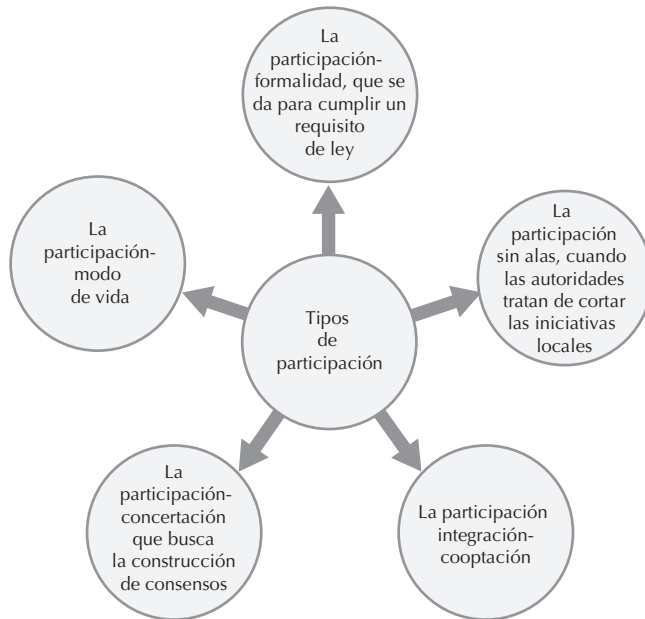 La
participación-
formalidad, que se
da para cumplir un
requisito
de ley
La
participación-
modo
de vida
La
participación
sin alas, cuando
las autoridades
tratan de cortar
las iniciativas
locales
Tipos
de
participación
La
participación-
concertación
que busca
la construcción
de consensos
La participación
integración-
cooptación